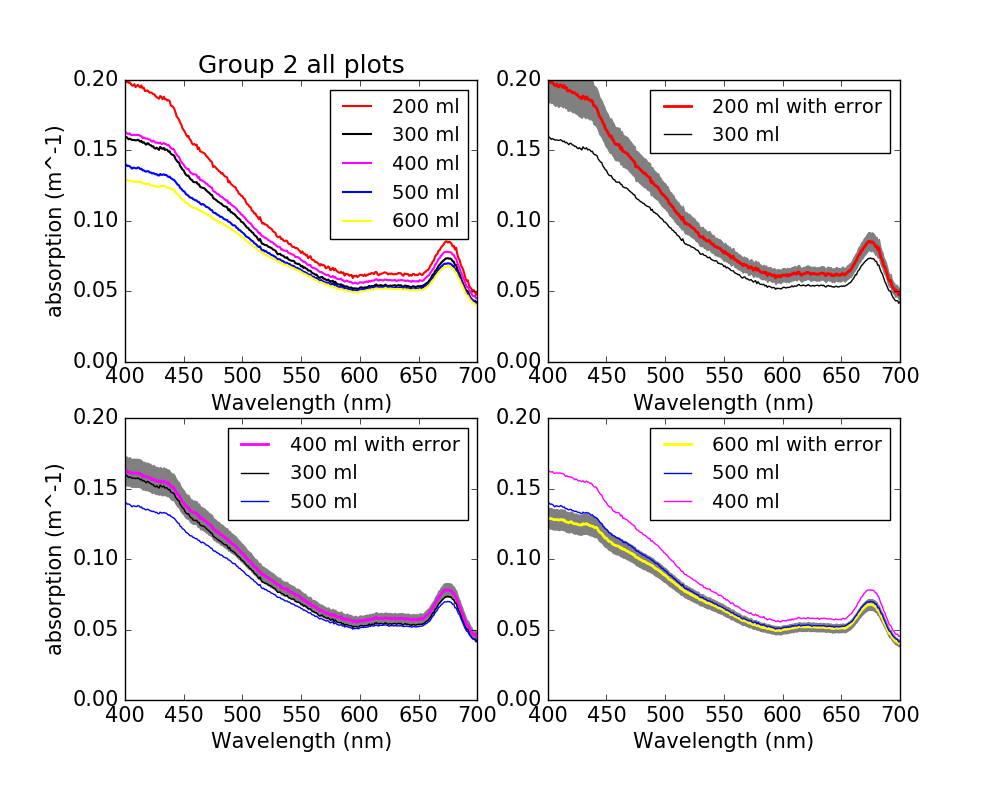 Group 2 all plots
absorption (m^-1)
0.20
0.15
0.10
0.05
0.00
200 ml
300 ml
400 ml
500 ml
600 ml
400 450 500 550 600 650 700
Wavelength (nm)
0.20
0.15
0.10
0.05
0.00
200 ml with error
300 ml
400 450 500 550 600 650 700
Wavelength (nm)
absorption (m^-1)
0.20
0.15
0.10
0.05
0.00
400 ml with error
300 ml
500 ml
400 450 500 550 600 650 700
Wavelength (nm)
0.20
0.15
0.10
0.05
0.00
600 ml with error
500 ml
400 ml
400 450 500 550 600 650 700
Wavelength (nm)